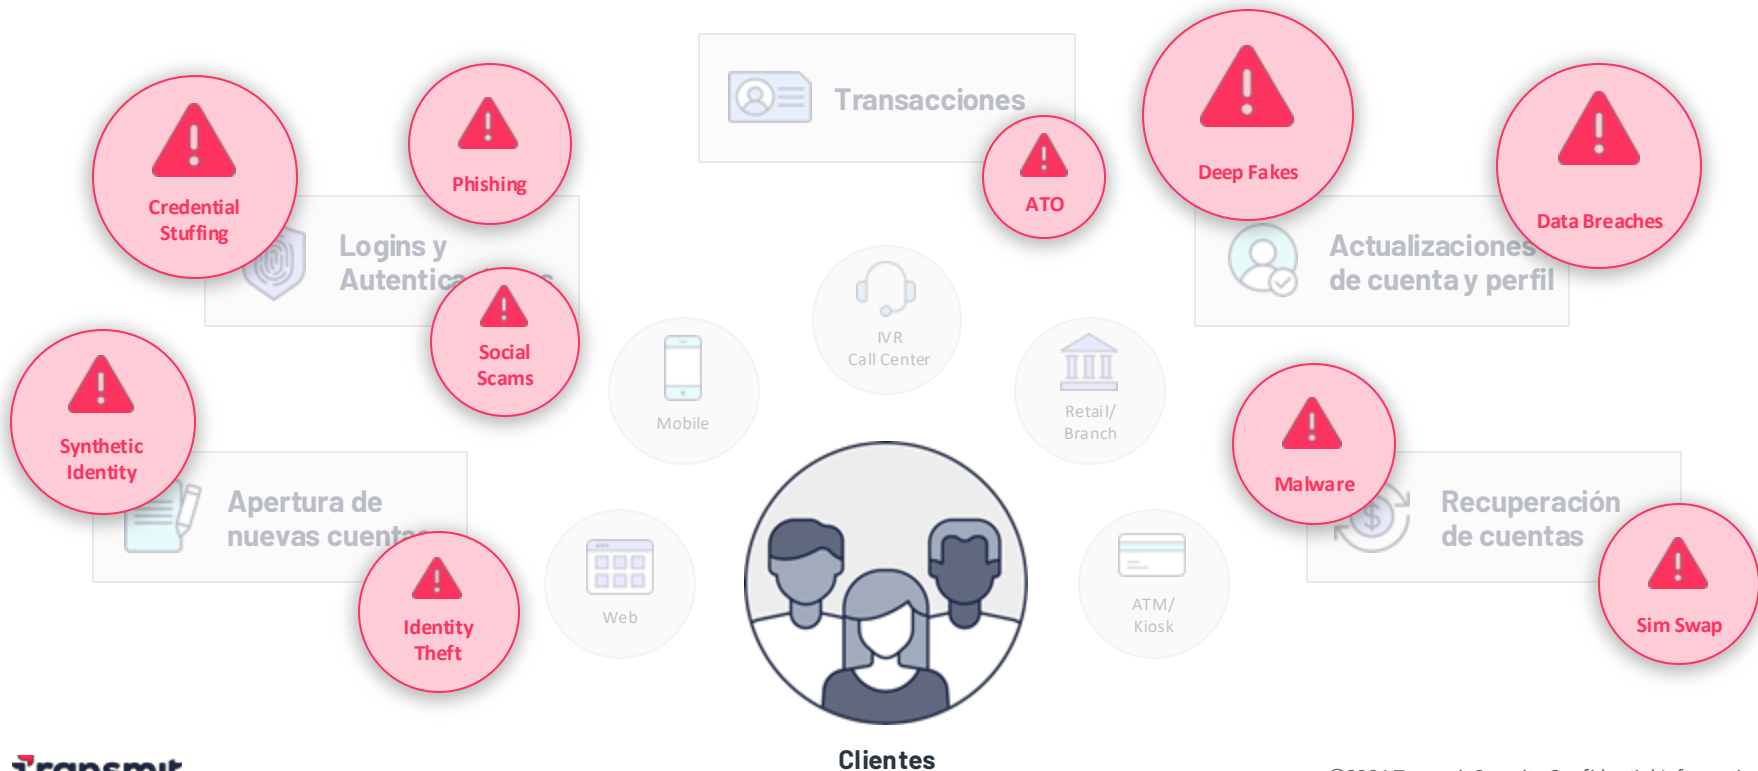 Transacciones
Deep Fakes
Phishing
Credential
Stuffing
ATO
Data Breaches
Logins y
Actualizaciones
de cuenta y perfil
Social
Scams
IVR
Call Center
Mobile
Retail/
Branch
Synthetic
Identity
Malware
Apertura de
nuevas cuentas
Recuperación
de cuentas
Identity
Theft
Web
ATM/
Kiosk
Sim Swap
Clientes
Transmit